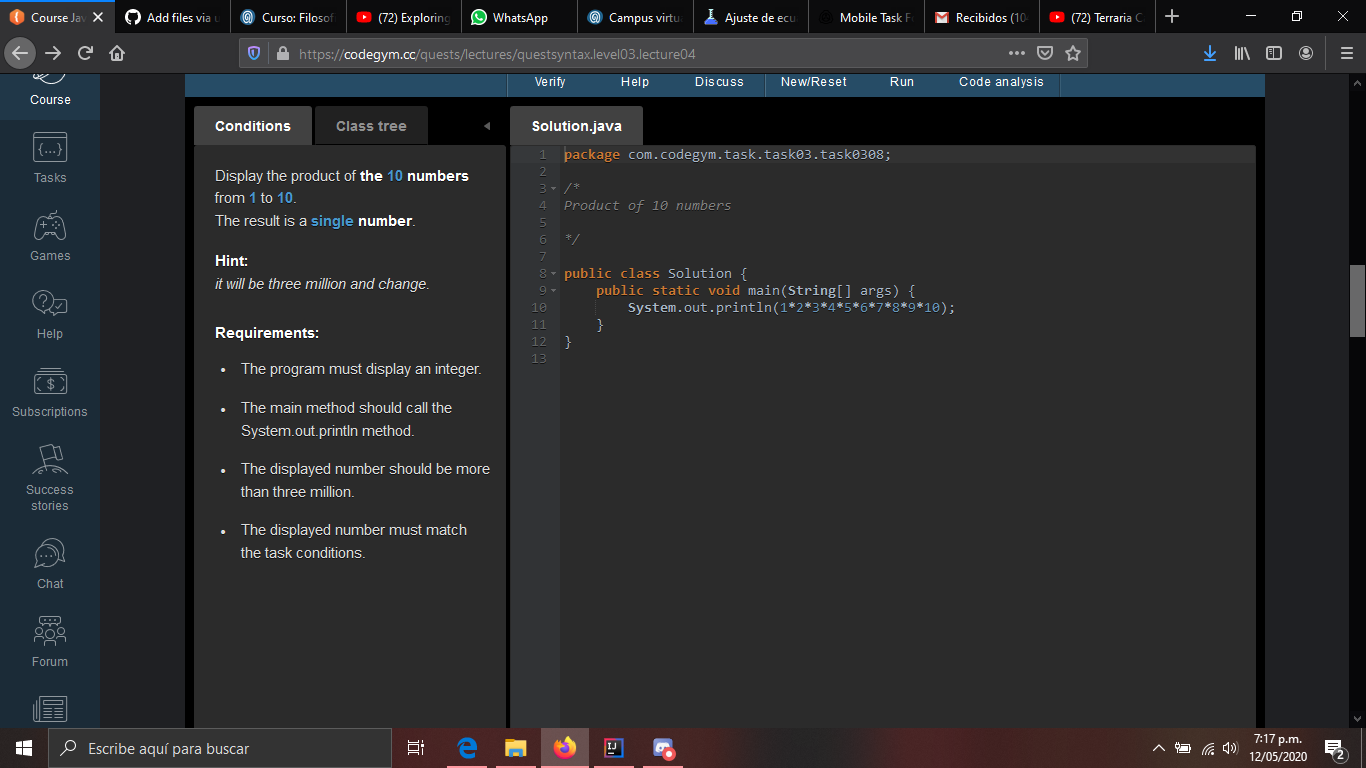 Course Jav
Add files via u
Curso: Filosof
(72) Exploring
WhatsApp
Campus virtu
Ajuste de ecu
Mobile Task F
Recibidos (10
(72) Terraria C
https://codegym.cc/quests/lectures/questsyntax.level03.lecture04
Course
Tasks
Games
Help
Subscriptions
Success
stories
Chat
Forum
Verify Help Discuss New/Reset Run Code analysis
Conditions Class tree
Display the product of the 10 numbers
from 1 to 10.
The result is a single number.
Hint:
it will be three million and change.
Requirements:
• The program must display an integer.
• The main method should call the
System.out.println method.
• The displayed number should be more
than three million.
• The displayed number must match
the task conditions.
Solution.java
1 package com.codegym.task.task03.task0308;
2
3 /*
4 Product of 10 numbers
5
6 */
7
8 public class Solution {
9 public static void main(String[] args) {
10 System.out.println(1*2*3*4*5*6*7*8*9*10);
11 }
12 }
13
Escribe aquí para buscar
7:17 p.m.
12/05/2020
2